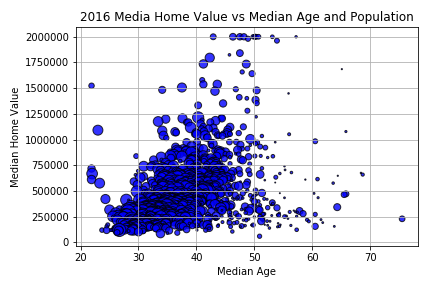 2016 Media Home Value vs Median Age and Population
Median Home Value
2000000
1750000
1500000
1250000
1000000
750000
500000
250000
0
20 30 40 50 60 70
Median Age